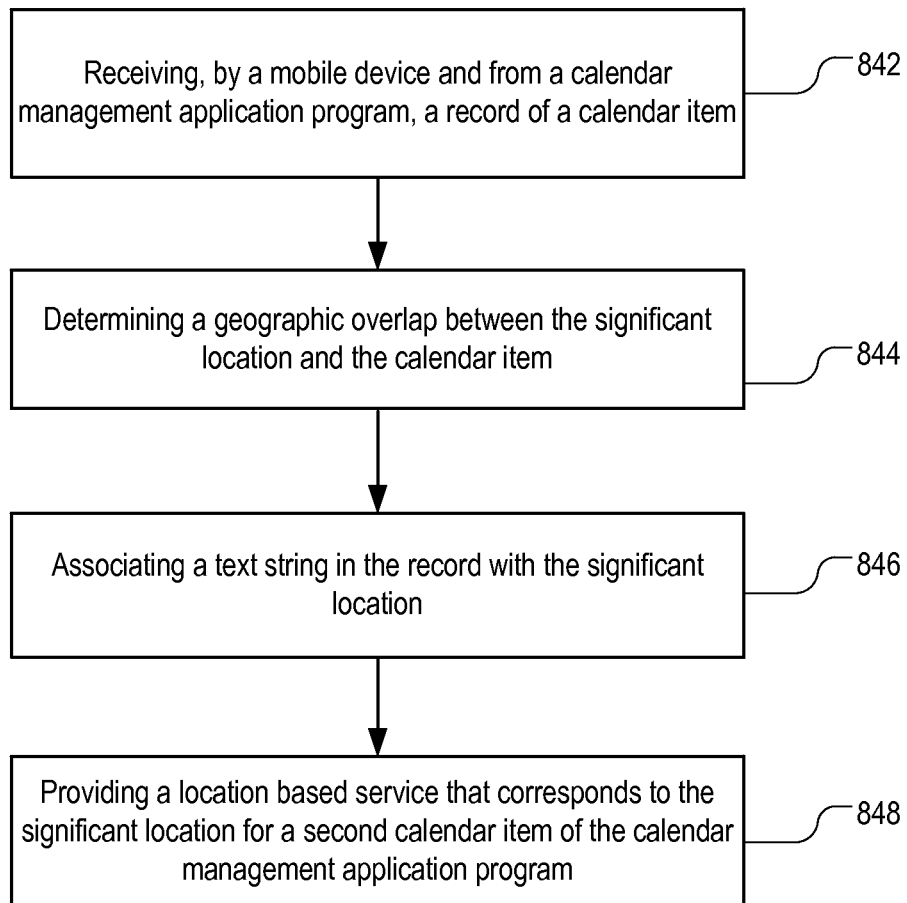 Receiving, by a mobile device and from a calendar
management application program, a record of a calendar item
842
Determining a geographic overlap between the significant
location and the calendar item
844
Associating a text string in the record with the significant
location
846
Providing a location based service that corresponds to the
significant location for a second calendar item of the calendar
management application program
848